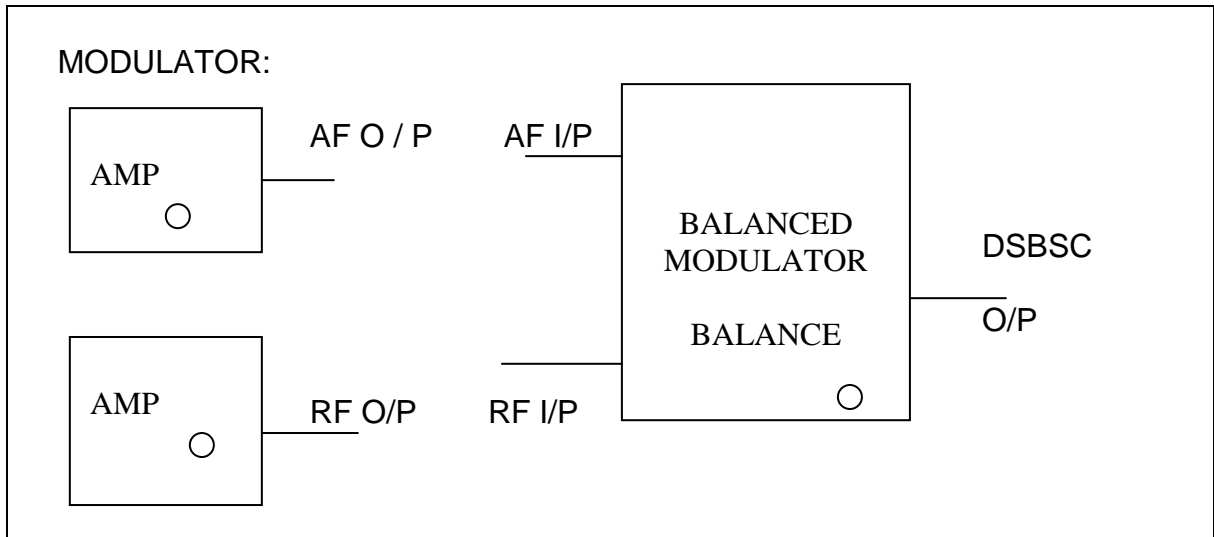 MODULATOR:
AMP
AF O / P
AF I/P
BALANCED
MODULATOR
BALANCE
DSBSC
O/P
AMP
RF O/P
RF I/P